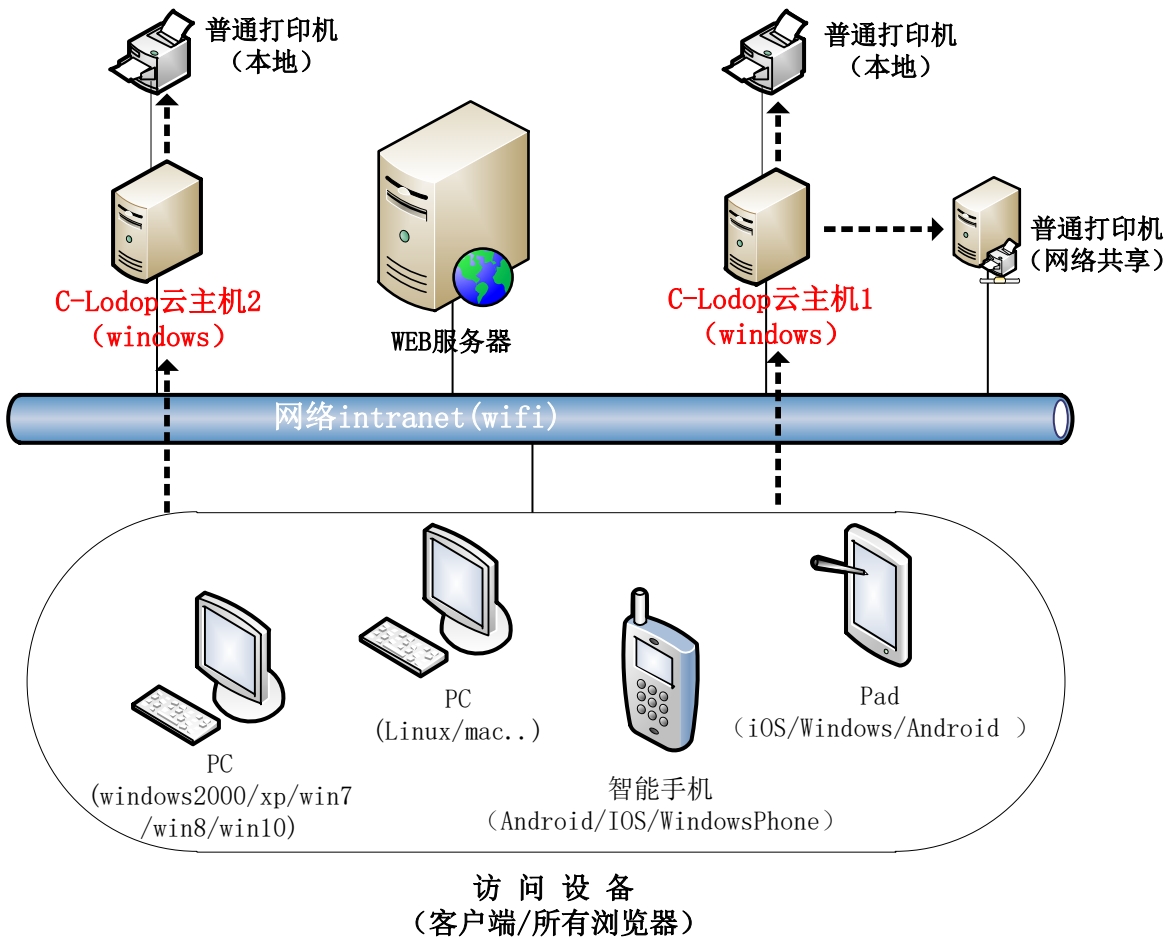 普通打印机
（本地）
普通打印机
（本地）
普通打印机
（网络共享）
C-Lodop云主机2
（windows）
WEB服务器
C-Lodop云主机1
（windows）
网络intranet(wifi)
PC
(windows2000/xp/win7
/win8/win10)
PC
(Linux/mac..)
智能手机
（Android/IOS/WindowsPhone）
Pad
（iOS/Windows/Android ）
访 问 设 备
（客户端/所有浏览器）